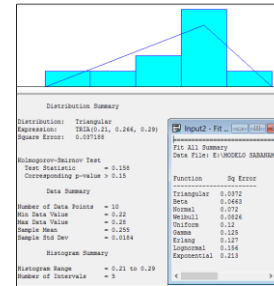 Distribution Summary
Distribution: Triangular
Expression: TRIA(0.21, 0.266, 0.29)
Square Error: 0.037188
Kolmogorov-Smirnov Test
Test Statistic = 0.158
Corresponding p-value > 0.15
Data Summary
Number of Data Points = 10
Min Data Value = 0.22
Max Data Value = 0.28
Sample Mean = 0.255
Sample Std Dev = 0.0184
Histogram Summary
Histogram Range = 0.21 to 0.29
Number of Intervals = 5
Input2 - Fit ...
Fit All Summary
Data File: E:\MODELO SABANA
Function Sq Error
Triangular 0.0372
Beta 0.0663
Normal 0.072
Weibull 0.0826
Uniform 0.12
Gamma 0.125
Erlang 0.127
Lognormal 0.156
Exponential 0.213